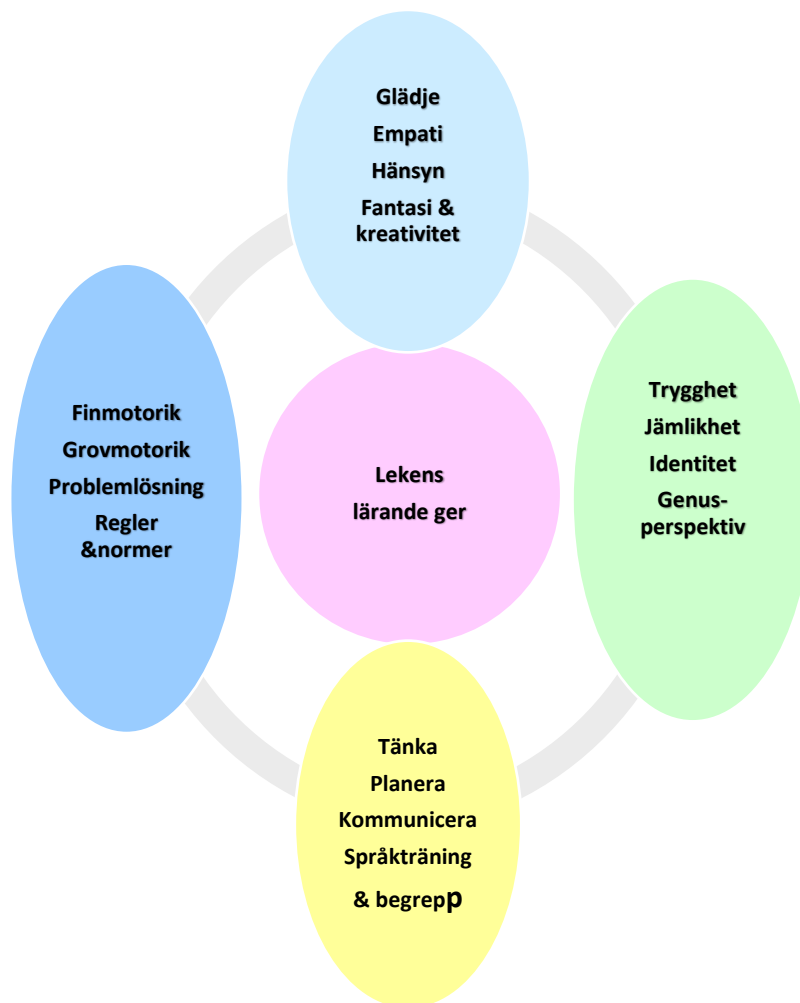 Glädje
Empati
Hänsyn
Fantasi &
kreativitet
Finmotorik
Grovmotorik
Problemlösning
Regler
&normer
Lekens
lärande ger
Trygghet
Jämlikhet
Identitet
Genus-
perspektiv
Tänka
Planera
Kommunicera
Språkträning
& begrepp